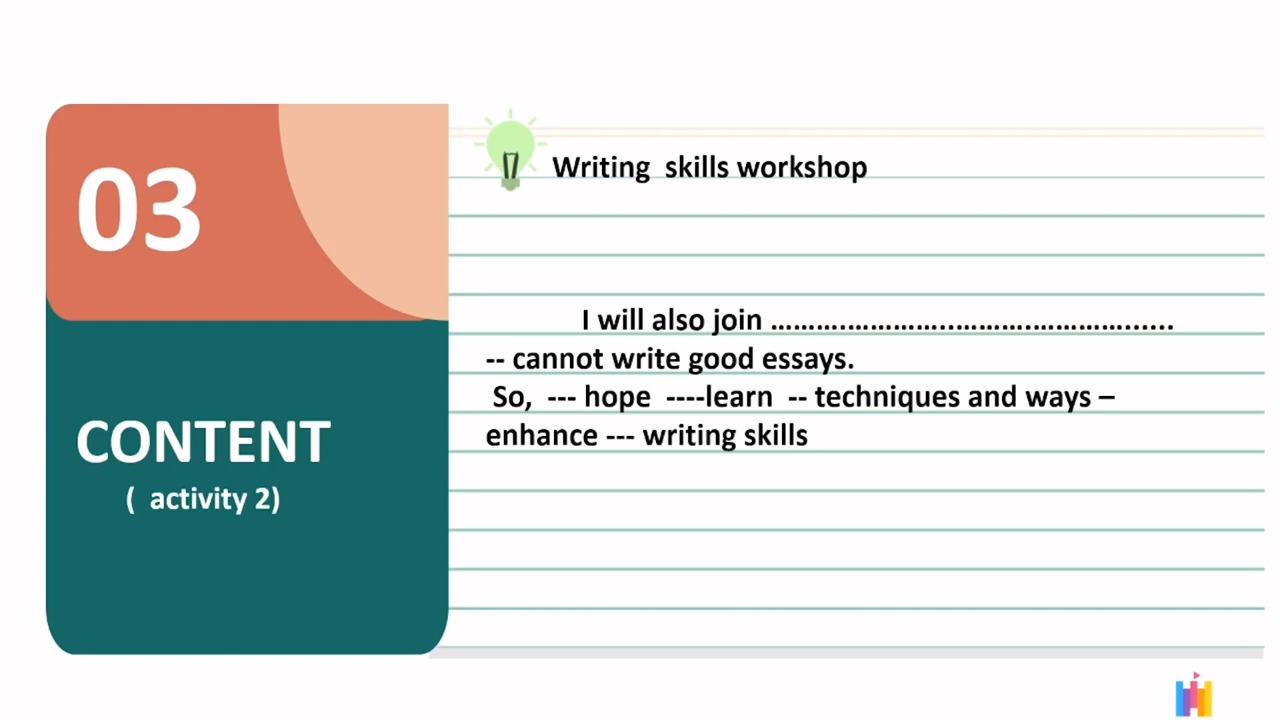 03
CONTENT
( activity 2)
Writing skills workshop
I will also join ………………………………………………......
-- cannot write good essays.
So, --- hope ----learn -- techniques and ways –
enhance --- writing skills